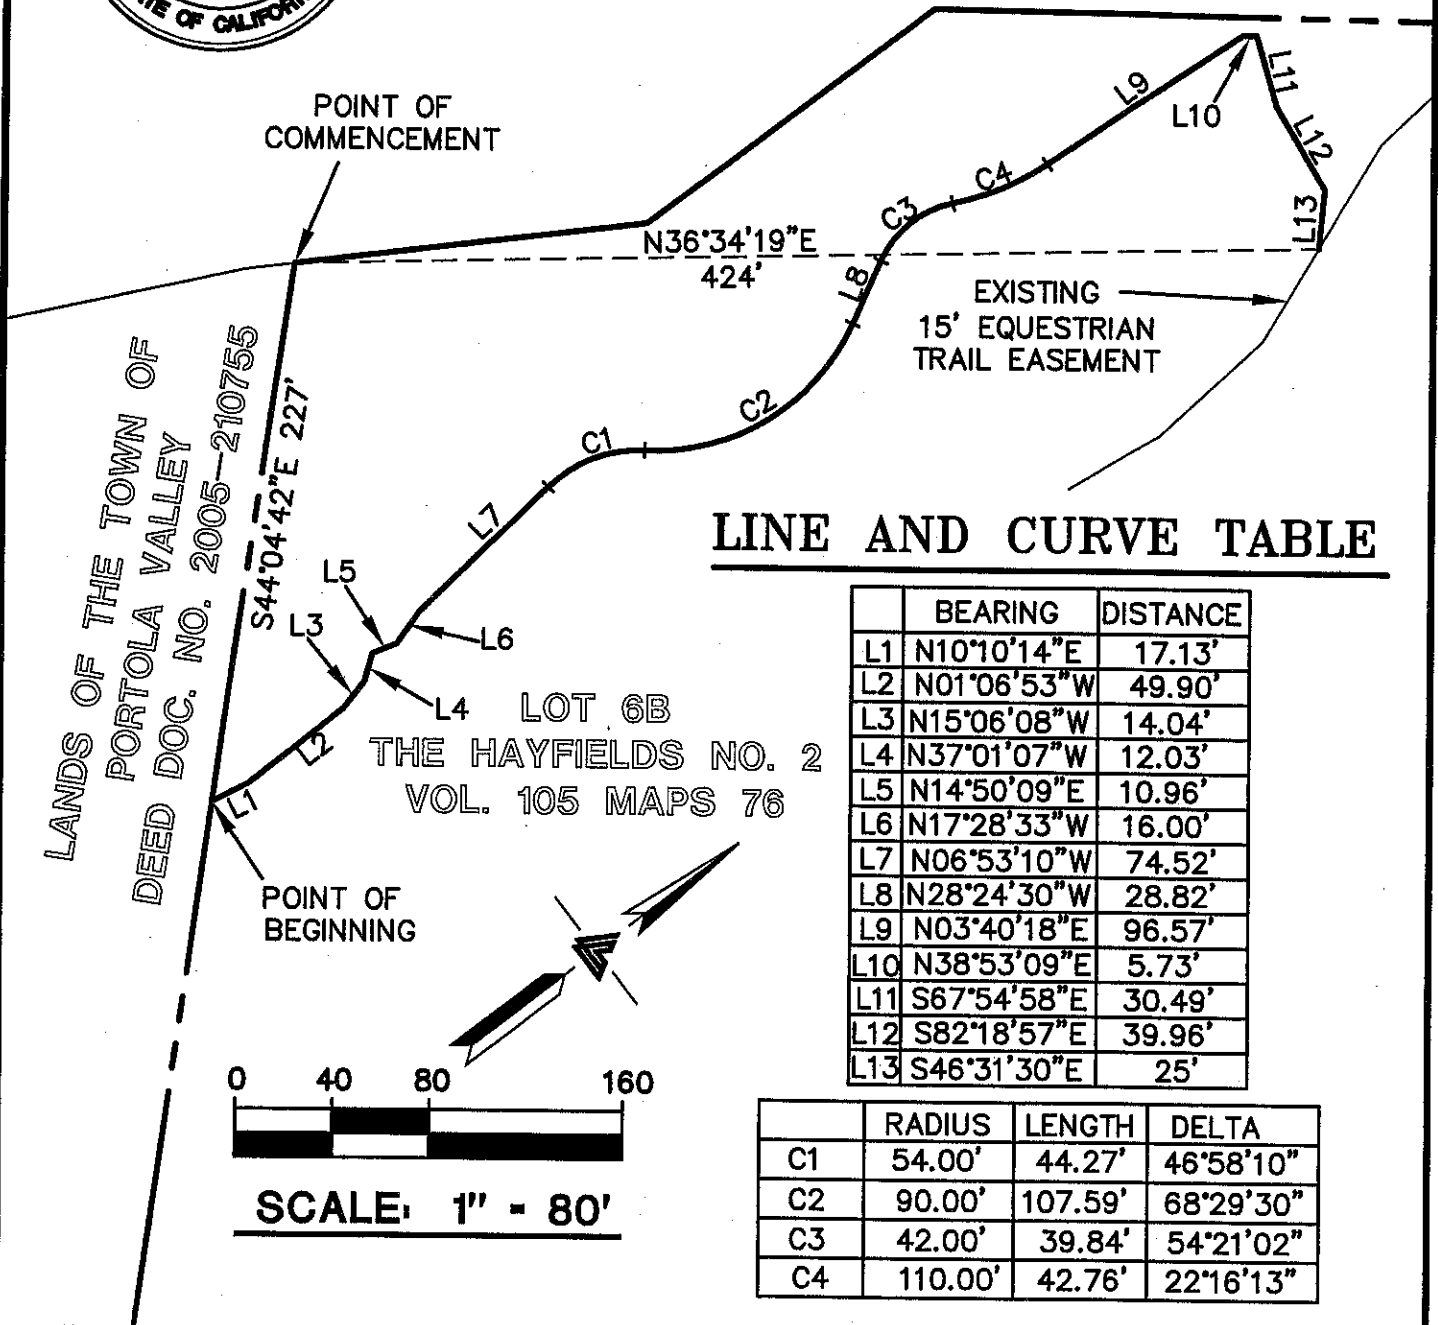 ATE OF CALIFORN
POINT OF
COMMENCEMENT
L9
L10
L11
L12
L13
C4
C3
N36°34'19"E
424'
L8
EXISTING
15' EQUESTRIAN
TRAIL EASEMENT
LANDS OF THE TOWN OF
PORTOLA VALLEY
DEED DOC. NO. 2005-210755
S44°04'42"E 227'
C2
C1
L7
L5
L3
L6
L4
L2
L1
LOT 6B
THE HAYFIELDS NO. 2
VOL. 105 MAPS 76
POINT OF
BEGINNING
0 40 80 160
SCALE: 1" = 80'
LINE AND CURVE TABLE
BEARING DISTANCE
L1 N10°10'14"E 17.13'
L2 N01°06'53"W 49.90'
L3 N15°06'08"W 14.04'
L4 N37°01'07"W 12.03'
L5 N14°50'09"E 10.96'
L6 N17°28'33"W 16.00'
L7 N06°53'10"W 74.52'
L8 N28°24'30"W 28.82'
L9 N03°40'18"E 96.57'
L10 N38°53'09"E 5.73'
L11 S67°54'58"E 30.49'
L12 S82°18'57"E 39.96'
L13 S46°31'30"E 25'
RADIUS LENGTH DELTA
C1 54.00' 44.27' 46°58'10"
C2 90.00' 107.59' 68°29'30"
C3 42.00' 39.84' 54°21'02"
C4 110.00' 42.76' 22°16'13"